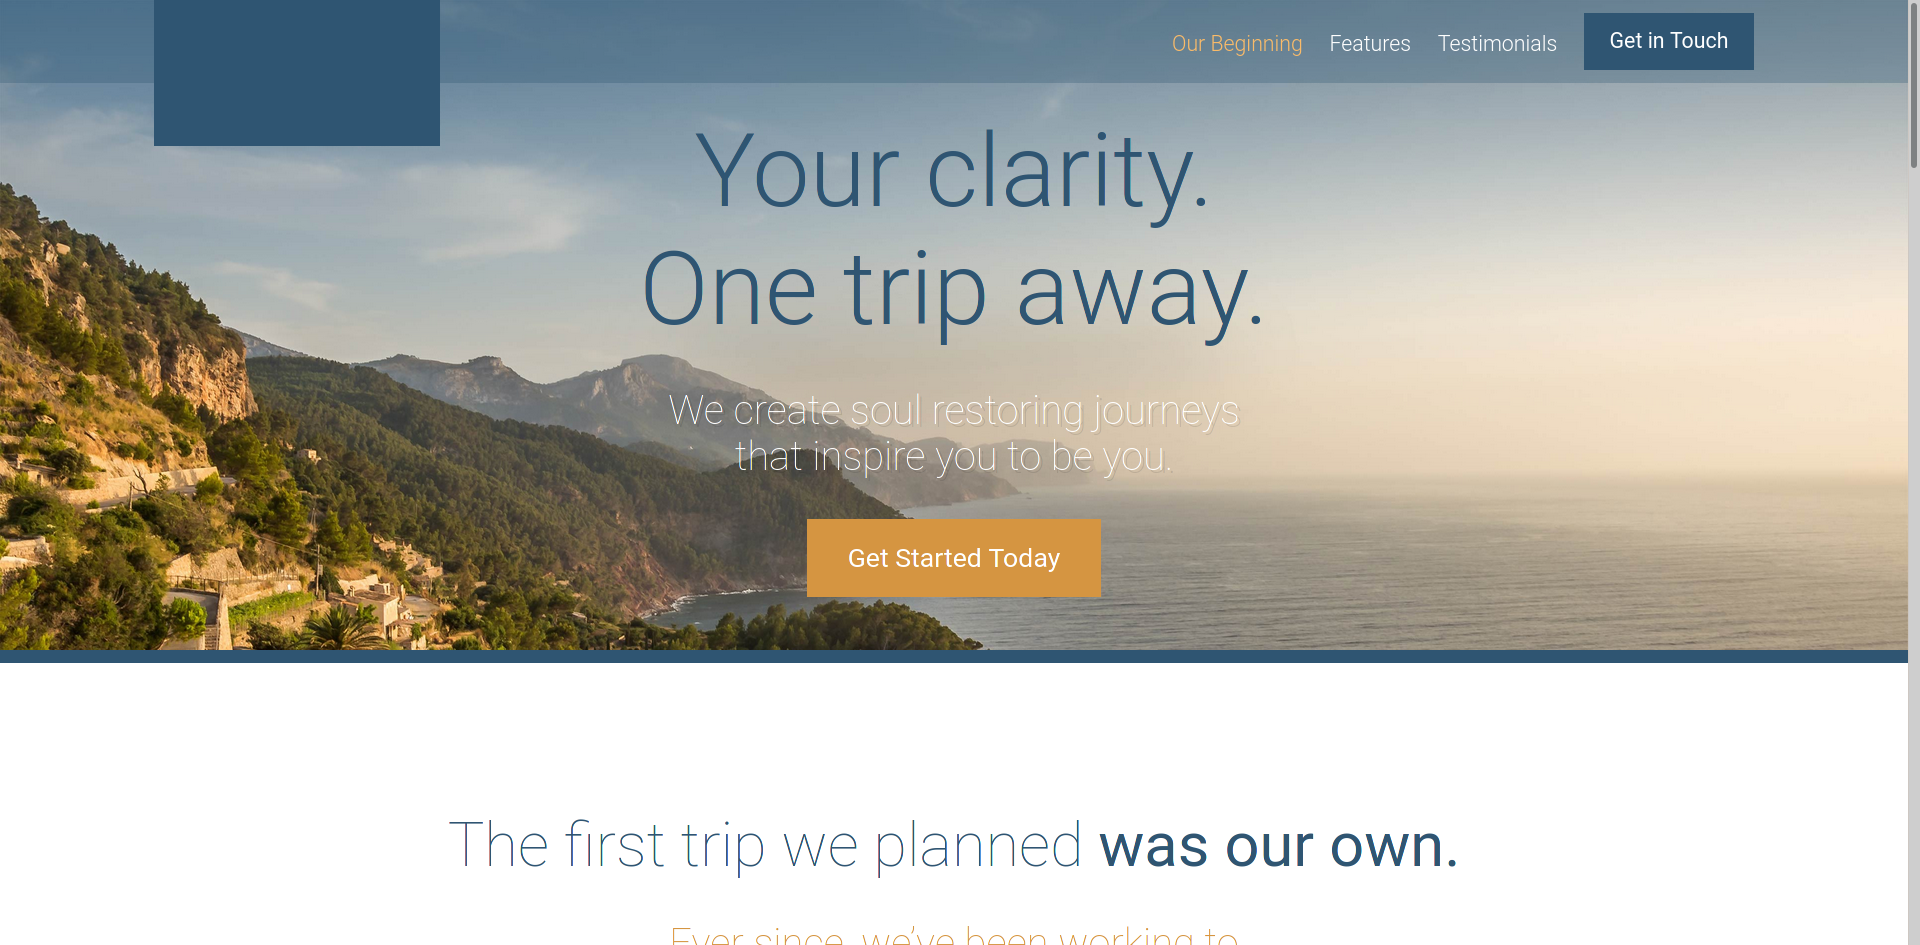 Our Beginning Features Testimonials Get in Touch
Your clarity.
One trip away.
We create soul restoring journeys
that inspire you to be you.
Get Started Today
The first trip we planned was our own.
Ever since, we've been working to